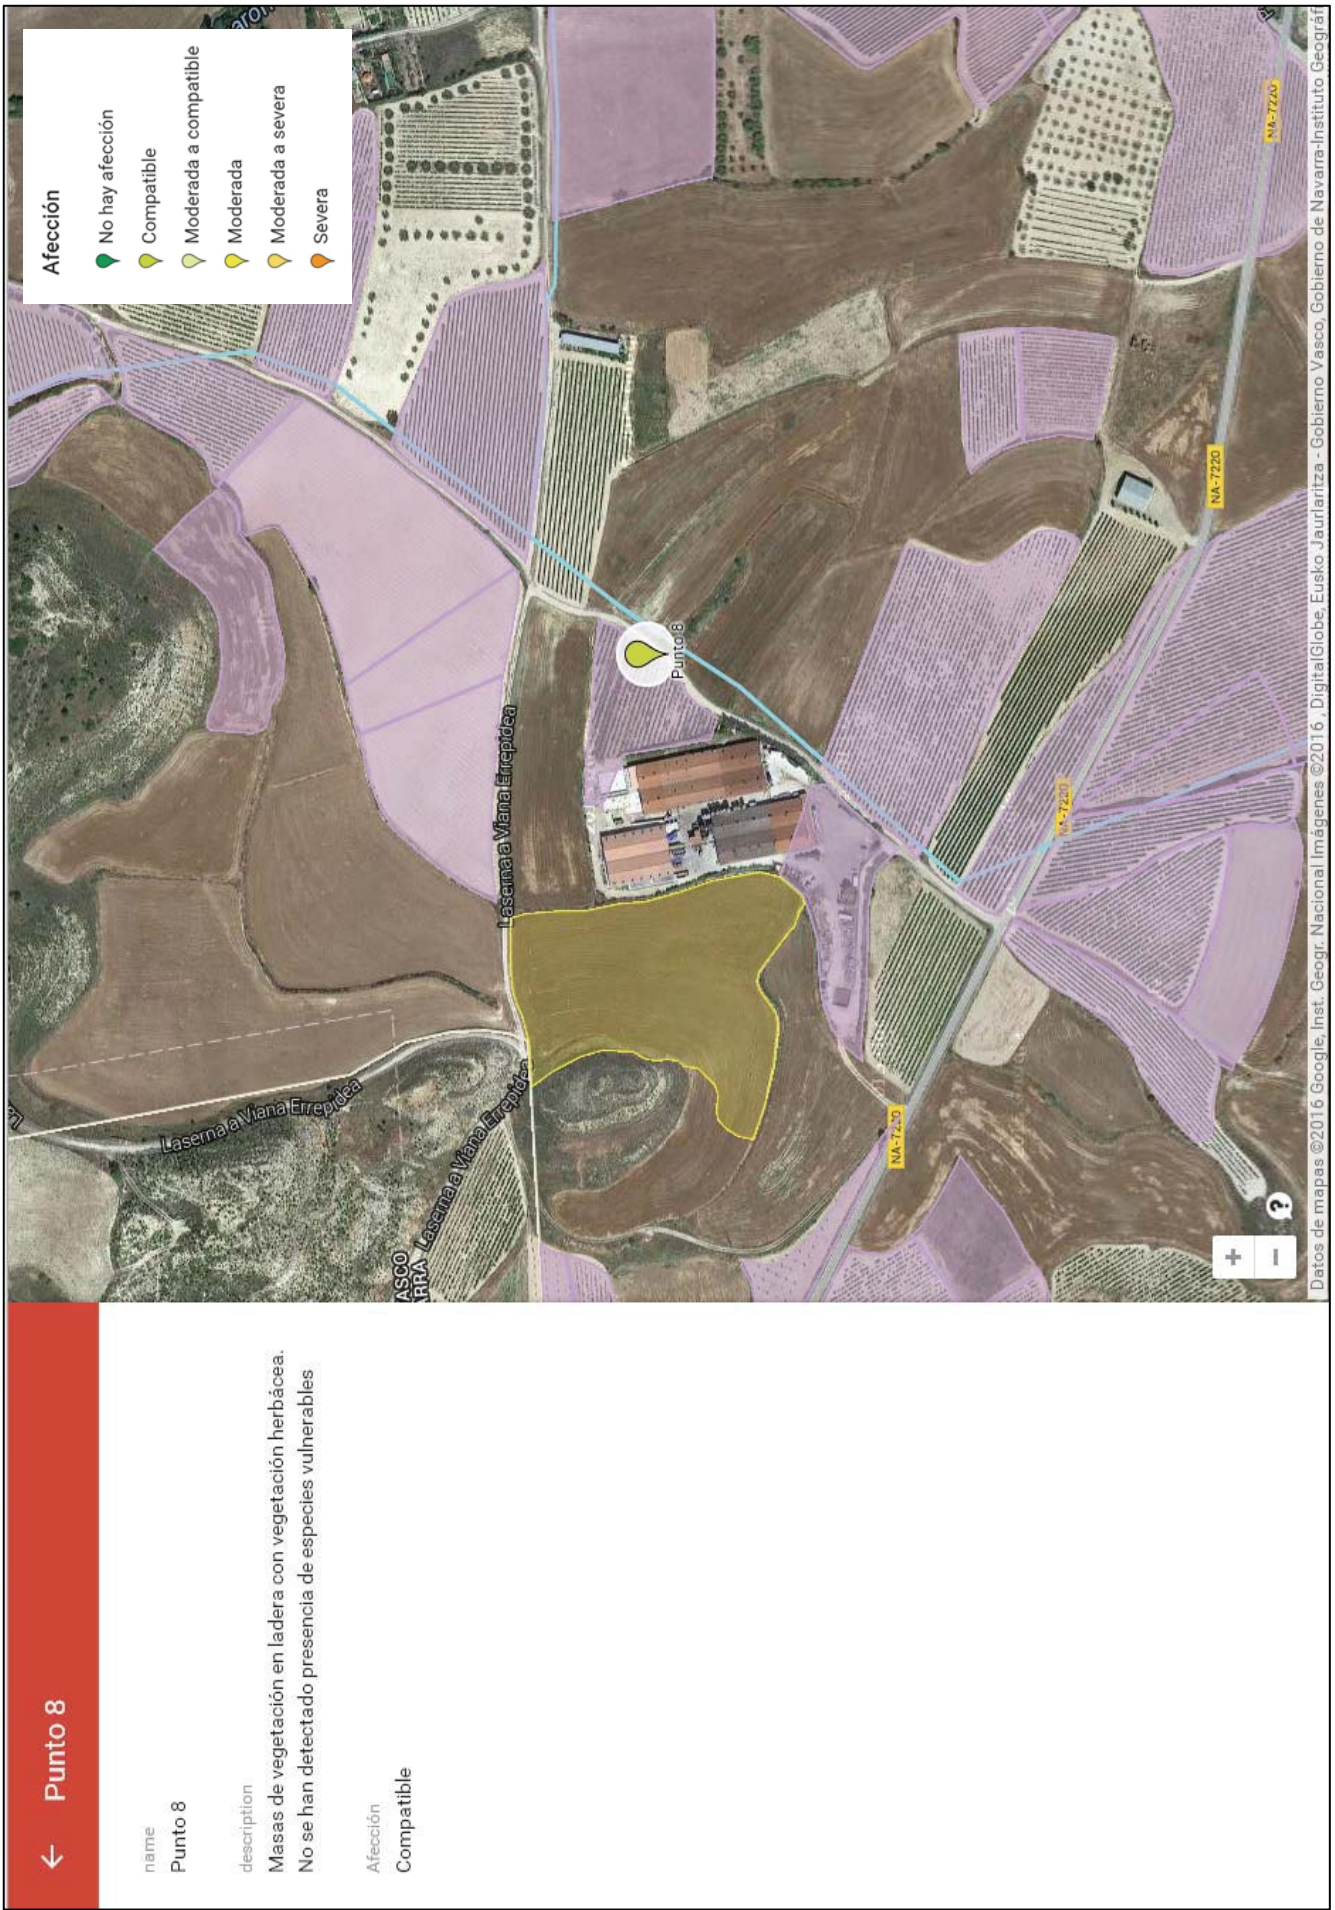 ← Punto 8
name
Punto 8
description
Masas de vegetación en ladera con vegetación herbácea.
No se han detectado presencia de especies vulnerables
Afección
Compatible
Afección
No hay afección
Compatible
Moderada a compatible
Moderada
Moderada a severa
Severa
Laserna a Viana Errepidea
Laserna a Viana Errepidea
Laserna a Viana Errepidea
ASCO
ARRA
Punto 8
NA-7220
NA-7220
NA-7220
NA-7220
+
−
?
Datos de mapas ©2016 Google, Inst. Geogr. Nacional Imágenes ©2016 , DigitalGlobe, Eusko Jaurlaritza - Gobierno Vasco, Gobierno de Navarra-Instituto Geográf